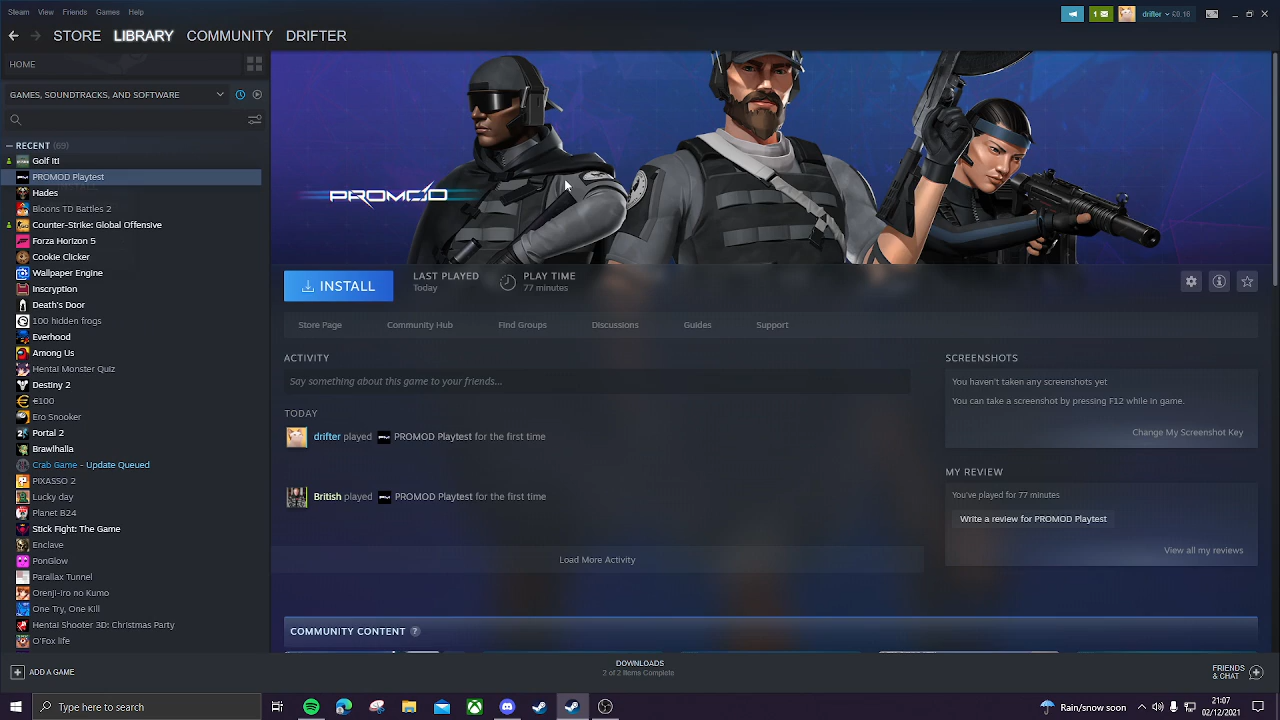 Steam View Friends Games Help
1 drifter £0.16
STORE LIBRARY COMMUNITY DRIFTER
HOME
GAMES, SOUNDTRACKS, AND SOFTWARE
RECENT (69)
Golf It!
PROMOD Playtest
Hades
Bloons TD Battles 2
Counter-Strike: Global Offensive
Forza Horizon 5
Cookie Clicker
Wallpaper Engine
Inscryption
Death's Door
100 hidden frogs
Evenhood
Among Us
Hentai Monster Quiz
Destiny 2
€100
Ero Snooker
Portal 2
Brawlhalla
Crab Game - Update Queued
PIXASSO 2
Lucky day
Planet B24
Stick Fight: The Game
Enclave
PonGlow
Parallax Tunnel
Orenji-iro no Kumo
One Try, One Kill
Hentai Shooter 3D: Christmas Party
O'Fox life
ADD A GAME
PROMOD
INSTALL
LAST PLAYED
Today
PLAY TIME
77 minutes
Store Page Community Hub Find Groups Discussions Guides Support
ACTIVITY
Say something about this game to your friends...
TODAY
drifter played PROMOD Playtest for the first time
British played PROMOD Playtest for the first time
Load More Activity
COMMUNITY CONTENT ?
SCREENSHOTS
You haven't taken any screenshots yet
You can take a screenshot by pressing F12 while in game.
Change My Screenshot Key
MY REVIEW
You've played for 77 minutes
Write a review for PROMOD Playtest
View all my reviews
DOWNLOADS
2 of 2 Items Complete
FRIENDS
& CHAT
Type here to search
Rain/snow soon
21:07
02/12/2021